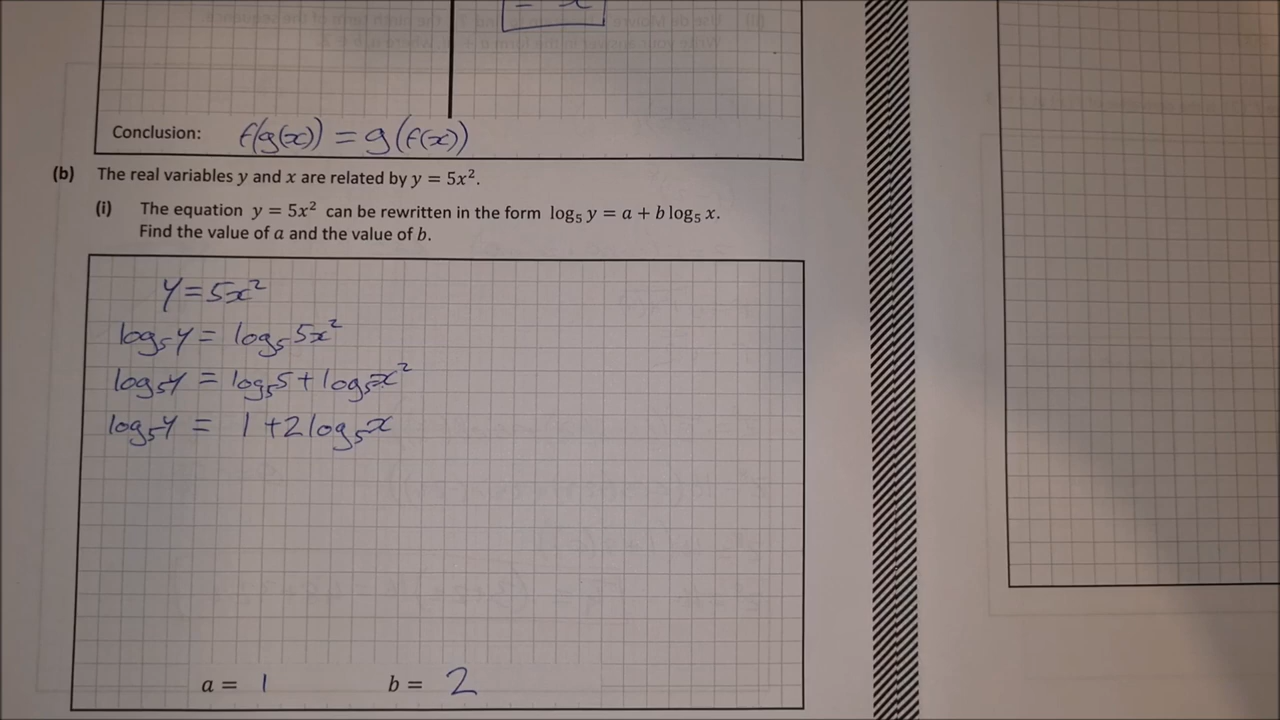 Conclusion: f(g(x)) = g(f(x))
(b) The real variables y and x are related by y = 5x².
(i) The equation y = 5x² can be rewritten in the form log₅ y = a + b log₅ x.
Find the value of a and the value of b.
y = 5x²
log₅y = log₅5x²
log₅y = log₅5 + log₅x²
log₅y = 1 + 2log₅x
a = 1 b = 2